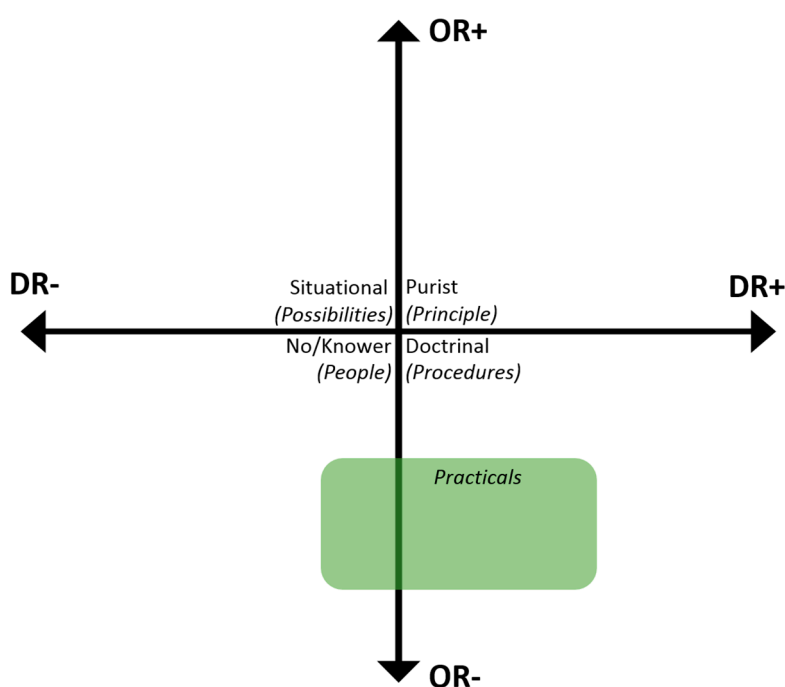 OR+
DR-
DR+
Situational
Purist
(Possibilities)
(Principle)
No/Knower
Doctrinal
(People)
(Procedures)
Practicals
OR-